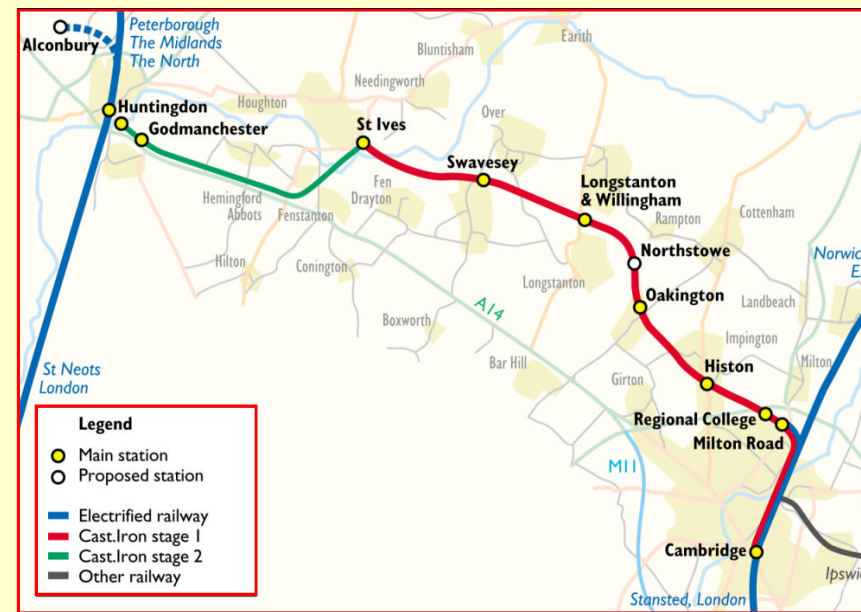 Peterborough
The Midlands
The North
Alconbury
Bluntisham
Earith
Needingworth
Houghton
Huntingdon
Godmanchester
St Ives
Over
Swavesey
Longstanton
& Willingham
Hemingford
Abbots
Fenstanton
Fen
Drayton
Rampton
Cottenham
Hilton
Conington
Northstowe
Norwic
El
Longstanton
Oakington
Landbeach
A14
Boxworth
Impington
Bar Hill
Milton
St Neots
London
Girton
Histon
Regional College
Milton Road
M11
Legend
Main station
Proposed station
Electrified railway
Cast.Iron stage 1
Cast.Iron stage 2
Other railway
Cambridge
Ipswic
Stansted, London